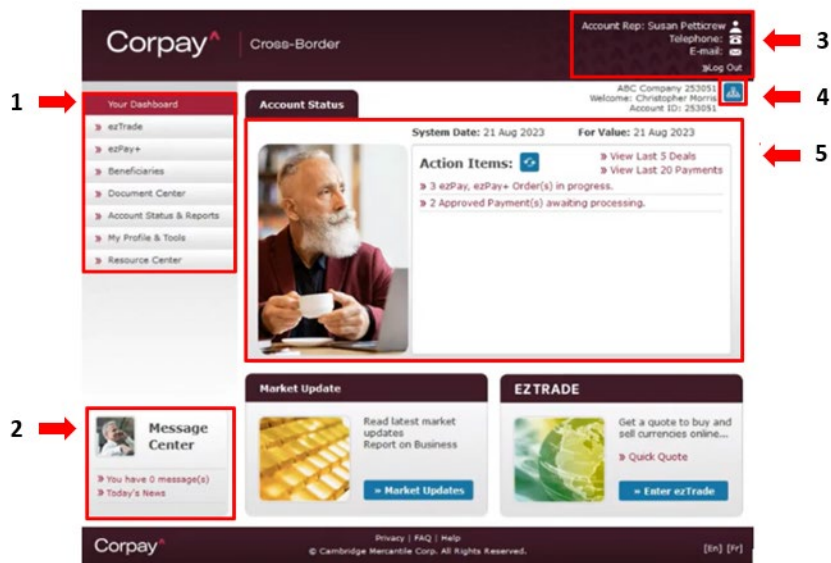 Corpay^ Cross-Border
Account Rep: Susan Petticrew
Telephone:
E-mail:
»Log Out
3
1
Your Dashboard
» ezTrade
» ezPay+
» Beneficiaries
» Document Center
» Account Status & Reports
» My Profile & Tools
» Resource Center
Account Status
ABC Company 253051
Welcome: Christopher Morris
Account ID: 253051
4
System Date: 21 Aug 2023 For Value: 21 Aug 2023
5
Action Items:
» View Last 5 Deals
» View Last 20 Payments
» 3 ezPay, ezPay+ Order(s) in progress.
» 2 Approved Payment(s) awaiting processing.
2
Message
Center
» You have 0 message(s)
» Today's News
Market Update
Read latest market
updates
Report on Business
» Market Updates
EZTRADE
Get a quote to buy and
sell currencies online...
» Quick Quote
» Enter ezTrade
Corpay^
Privacy | FAQ | Help
© Cambridge Mercantile Corp. All Rights Reserved.
[En] [Fr]